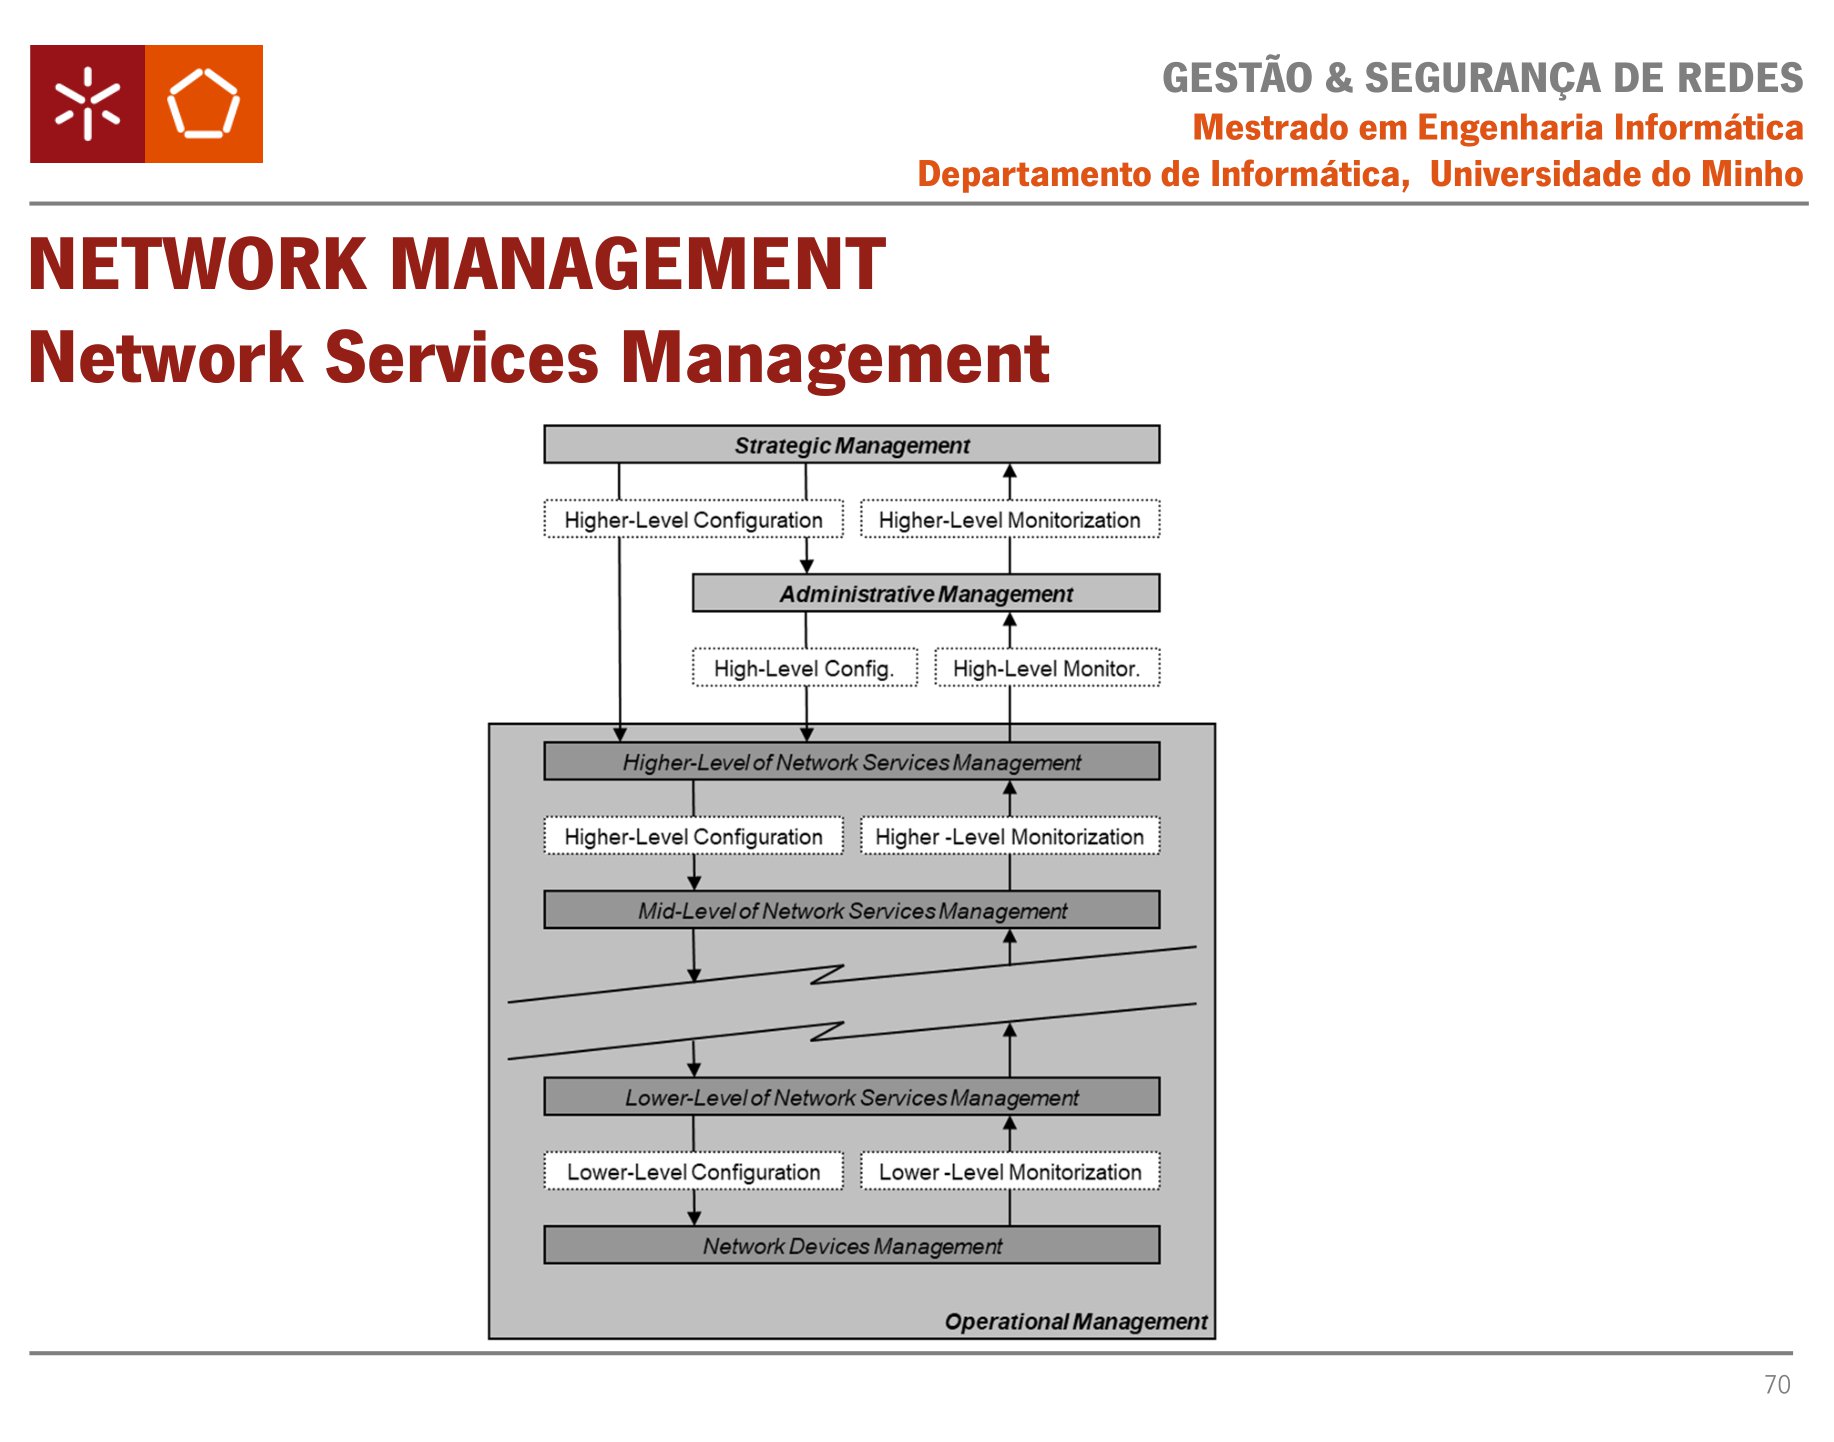 GESTÃO & SEGURANÇA DE REDES
Mestrado em Engenharia Informática
Departamento de Informática, Universidade do Minho
NETWORK MANAGEMENT
Network Services Management
Strategic Management
Higher-Level Configuration
Higher-Level Monitorization
Administrative Management
High-Level Config.
High-Level Monitor.
Higher-Level of Network Services Management
Higher-Level Configuration
Higher -Level Monitorization
Mid-Level of Network Services Management
Lower-Level of Network Services Management
Lower-Level Configuration
Lower -Level Monitorization
Network Devices Management
Operational Management
70